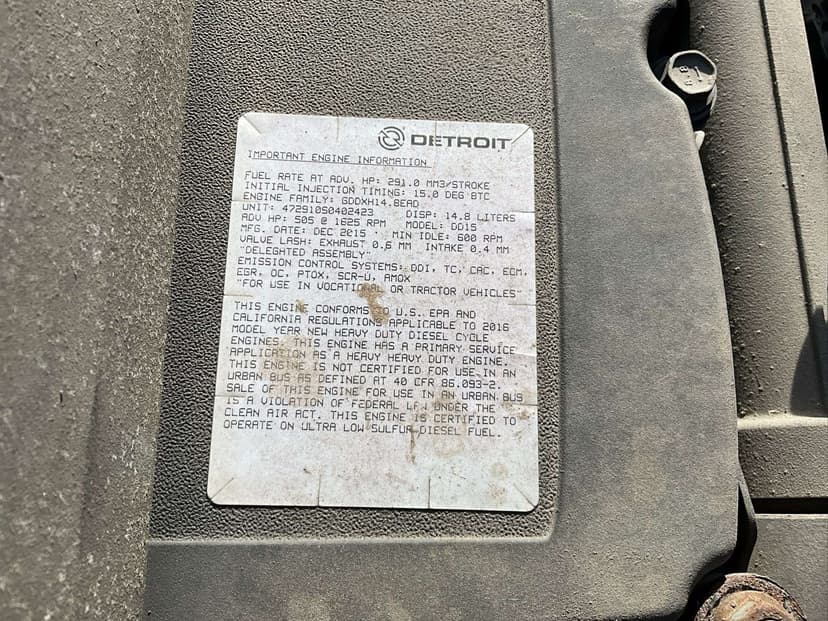 DETROIT
IMPORTANT ENGINE INFORMATION
FUEL RATE AT ADV. HP: 291.0 MM3/STROKE
INITIAL INJECTION TIMING: 15.0 DEG BTC
ENGINE FAMILY: GDDXH14.8EAD
UNIT: 472910S0402423 DISP: 14.8 LITERS
ADV HP: 505 @ 1625 RPM MODEL: DD15
MFG. DATE: DEC 2015 MIN IDLE: 600 RPM
VALVE LASH: EXHAUST 0.6 MM INTAKE 0.4 MM
"DELEGATED ASSEMBLY"
EMISSION CONTROL SYSTEMS: DDI, TC, CAC, ECM,
EGR, OC, PTOX, SCR-U, AMOX
"FOR USE IN VOCATIONAL OR TRACTOR VEHICLES"
THIS ENGINE CONFORMS TO U.S. EPA AND
CALIFORNIA REGULATIONS APPLICABLE TO 2016
MODEL YEAR NEW HEAVY DUTY DIESEL CYCLE
ENGINES. THIS ENGINE HAS A PRIMARY SERVICE
APPLICATION AS A HEAVY HEAVY DUTY ENGINE.
THIS ENGINE IS NOT CERTIFIED FOR USE IN AN
URBAN BUS AS DEFINED AT 40 CFR 86.093-2.
SALE OF THIS ENGINE FOR USE IN AN URBAN BUS
IS A VIOLATION OF FEDERAL LAW UNDER THE
CLEAN AIR ACT. THIS ENGINE IS CERTIFIED TO
OPERATE ON ULTRA LOW SULFUR DIESEL FUEL.